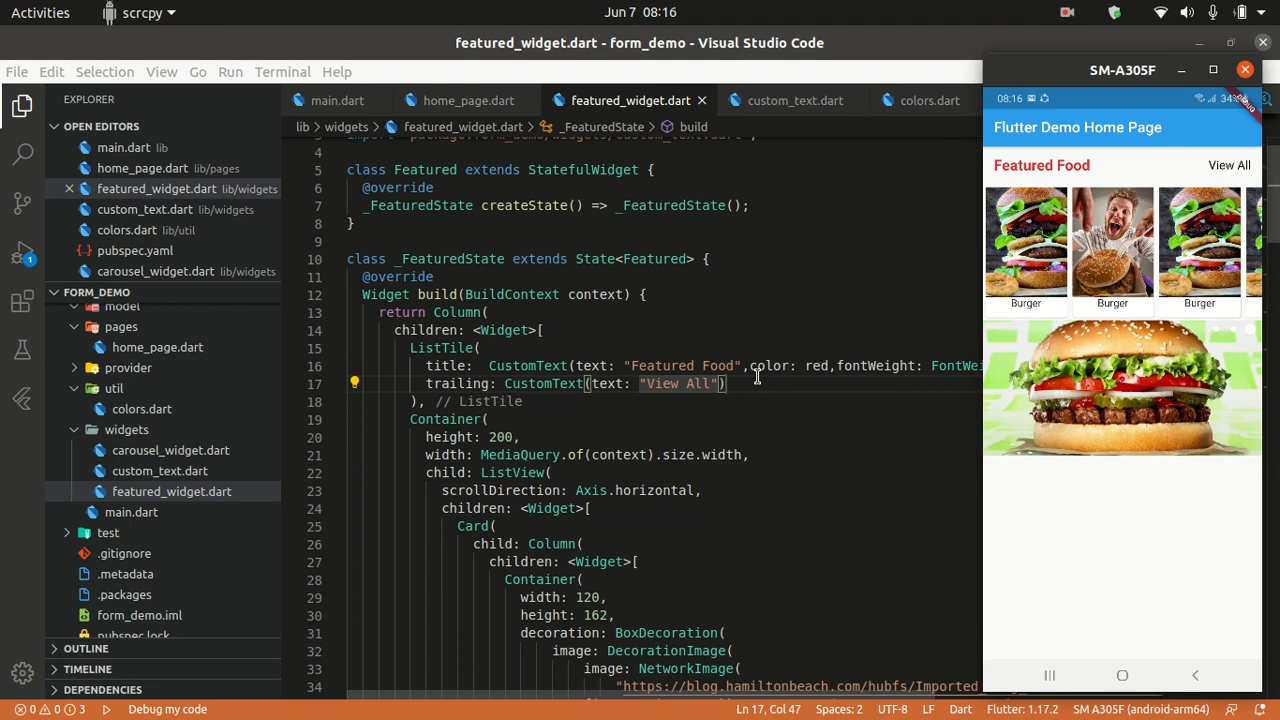 Activities
scrcpy
Jun 7 08:16
featured_widget.dart - form_demo - Visual Studio Code
File Edit Selection View Go Run Terminal Help
EXPLORER
OPEN EDITORS
main.dart lib
home_page.dart lib/pages
featured_widget.dart lib/widgets
custom_text.dart lib/widgets
colors.dart lib/util
pubspec.yaml
carousel_widget.dart lib/widgets
FORM_DEMO
model
pages
home_page.dart
provider
util
colors.dart
widgets
carousel_widget.dart
custom_text.dart
featured_widget.dart
main.dart
test
.gitignore
.metadata
.packages
form_demo.iml
pubspec.lock
OUTLINE
TIMELINE
DEPENDENCIES
1
main.dart home_page.dart featured_widget.dart custom_text.dart colors.dart
lib > widgets > featured_widget.dart > _FeaturedState > build
4
5 class Featured extends StatefulWidget {
6 @override
7 _FeaturedState createState() => _FeaturedState();
8 }
9
10 class _FeaturedState extends State<Featured> {
11 @override
12 Widget build(BuildContext context) {
13 return Column(
14 children: <Widget>[
15 ListTile(
16 title: CustomText(text: "Featured Food",color: red,fontWeight: FontWei
17 trailing: CustomText(text: "View All")
18 ), // ListTile
19 Container(
20 height: 200,
21 width: MediaQuery.of(context).size.width,
22 child: ListView(
23 scrollDirection: Axis.horizontal,
24 children: <Widget>[
25 Card(
26 child: Column(
27 children: <Widget>[
28 Container(
29 width: 120,
30 height: 162,
31 decoration: BoxDecoration(
32 image: DecorationImage(
33 image: NetworkImage(
34 "https://blog.hamiltonbeach.com/hubfs/Imported_
SM-A305F
08:16
34%
Flutter Demo Home Page
Featured Food View All
Burger Burger Burger
0 0 3 Debug my code Ln 17, Col 47 Spaces: 2 UTF-8 LF Dart Flutter: 1.17.2 SM A305F (android-arm64)